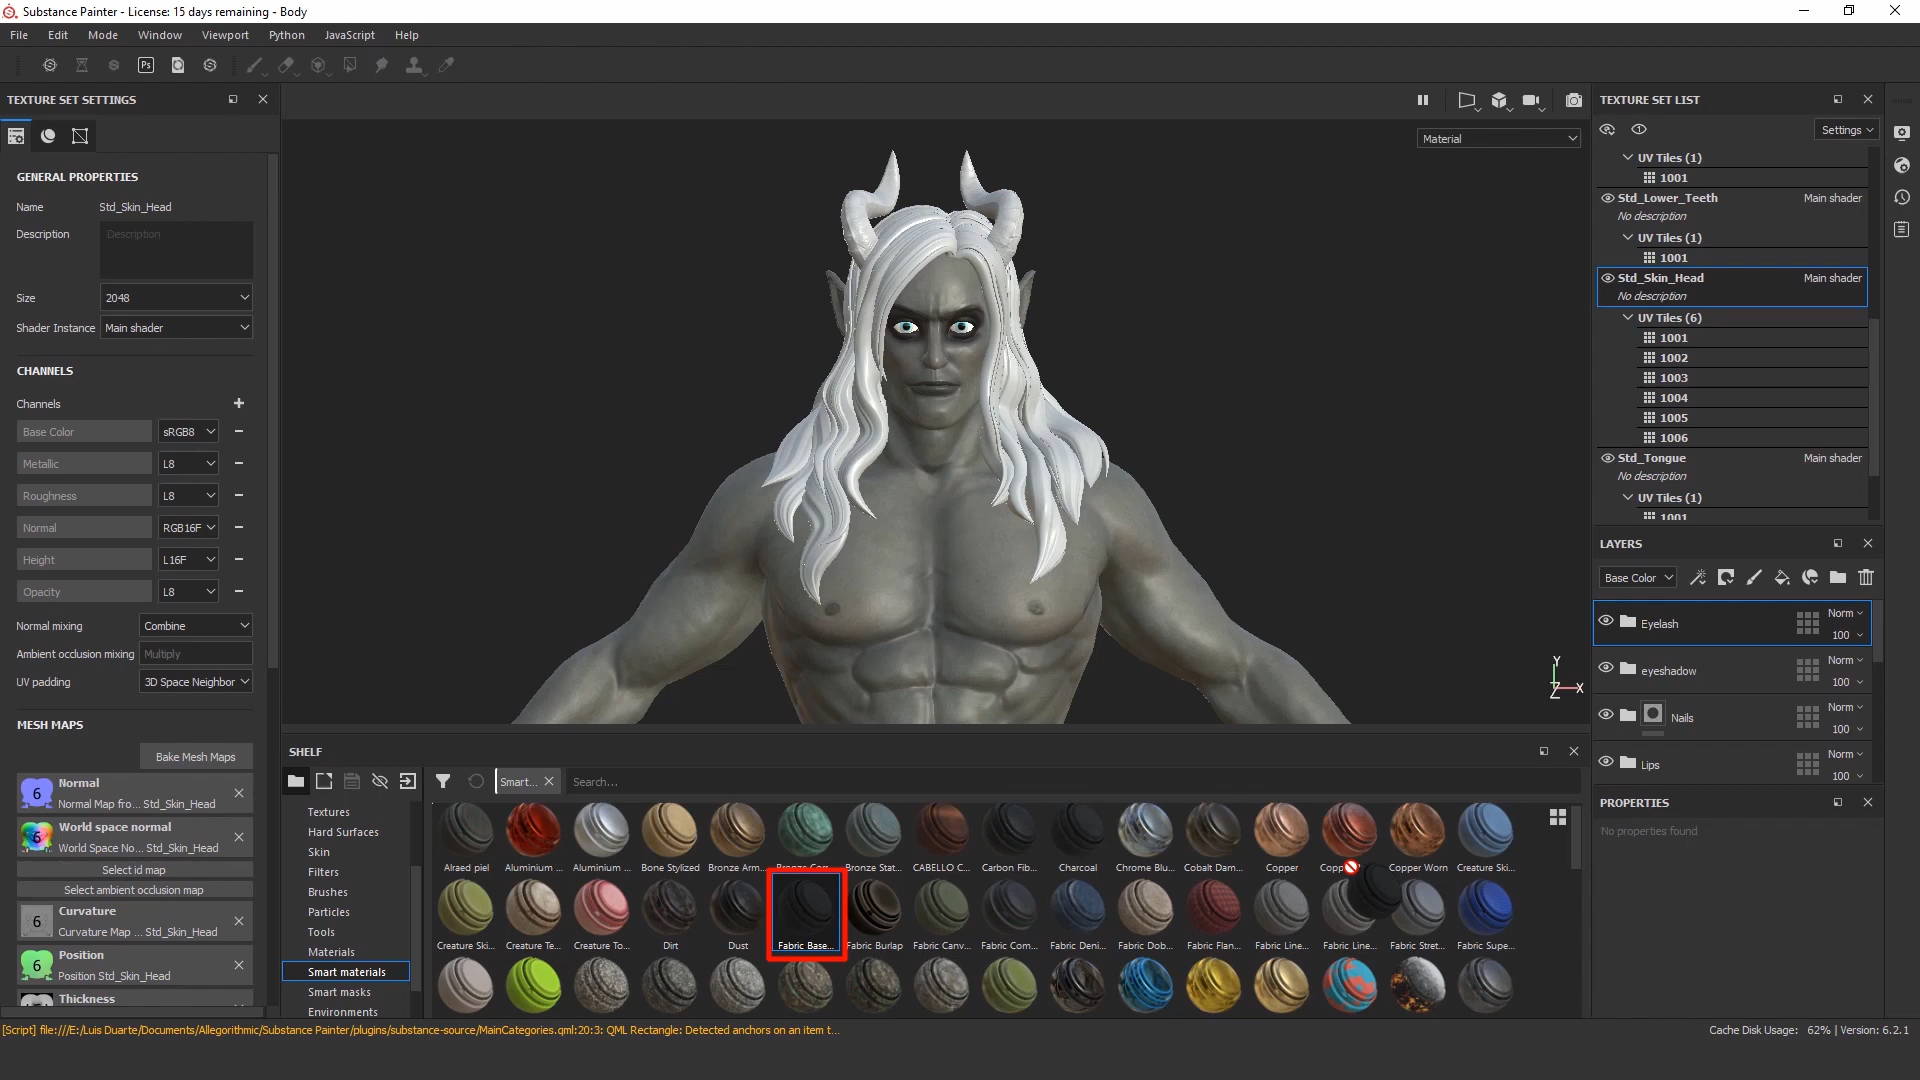 Substance Painter - License: 15 days remaining - Body
File Edit Mode Window Viewport Python JavaScript Help
Ps
TEXTURE SET SETTINGS
GENERAL PROPERTIES
Name Std_Skin_Head
Description Description
Size 2048
Shader Instance Main shader
CHANNELS
Channels
Base Color sRGB8
Metallic L8
Roughness L8
Normal RGB16F
Height L16F
Opacity L8
Normal mixing Combine
Ambient occlusion mixing Multiply
UV padding 3D Space Neighbor
MESH MAPS
Bake Mesh Maps
6 Normal
Normal Map fro... Std_Skin_Head
6 World space normal
World Space No... Std_Skin_Head
Select id map
Select ambient occlusion map
6 Curvature
Curvature Map ... Std_Skin_Head
6 Position
Position Std_Skin_Head
Thickness
Material
Y
Z X
SHELF
Smart... Search...
Textures
Hard Surfaces
Skin
Filters
Brushes
Particles
Tools
Materials
Smart materials
Smart masks
Environments
Alraed piel Aluminium ... Aluminium ... Bone Stylized Bronze Arm... Bronze Corr... Bronze Stat... CABELLO C... Carbon Fib... Charcoal Chrome Blu... Cobalt Dam... Copper Copp Copper Worn Creature Ski...
Creature Ski... Creature Te... Creature To... Dirt Dust Fabric Base... Fabric Burlap Fabric Canv... Fabric Com... Fabric Deni... Fabric Dob... Fabric Flan... Fabric Line... Fabric Line... Fabric Stret... Fabric Supe...
TEXTURE SET LIST
Settings
UV Tiles (1)
1001
Std_Lower_Teeth Main shader
No description
UV Tiles (1)
1001
Std_Skin_Head Main shader
No description
UV Tiles (6)
1001
1002
1003
1004
1005
1006
Std_Tongue Main shader
No description
UV Tiles (1)
1001
LAYERS
Base Color
Eyelash Norm
100
eyeshadow Norm
100
Nails Norm
100
Lips Norm
100
PROPERTIES
No properties found
[Script] file:///E:/Luis Duarte/Documents/Allegorithmic/Substance Painter/plugins/substance-source/MainCategories.qml:20:3: QML Rectangle: Detected anchors on an item t...
Cache Disk Usage: 62% | Version: 6.2.1